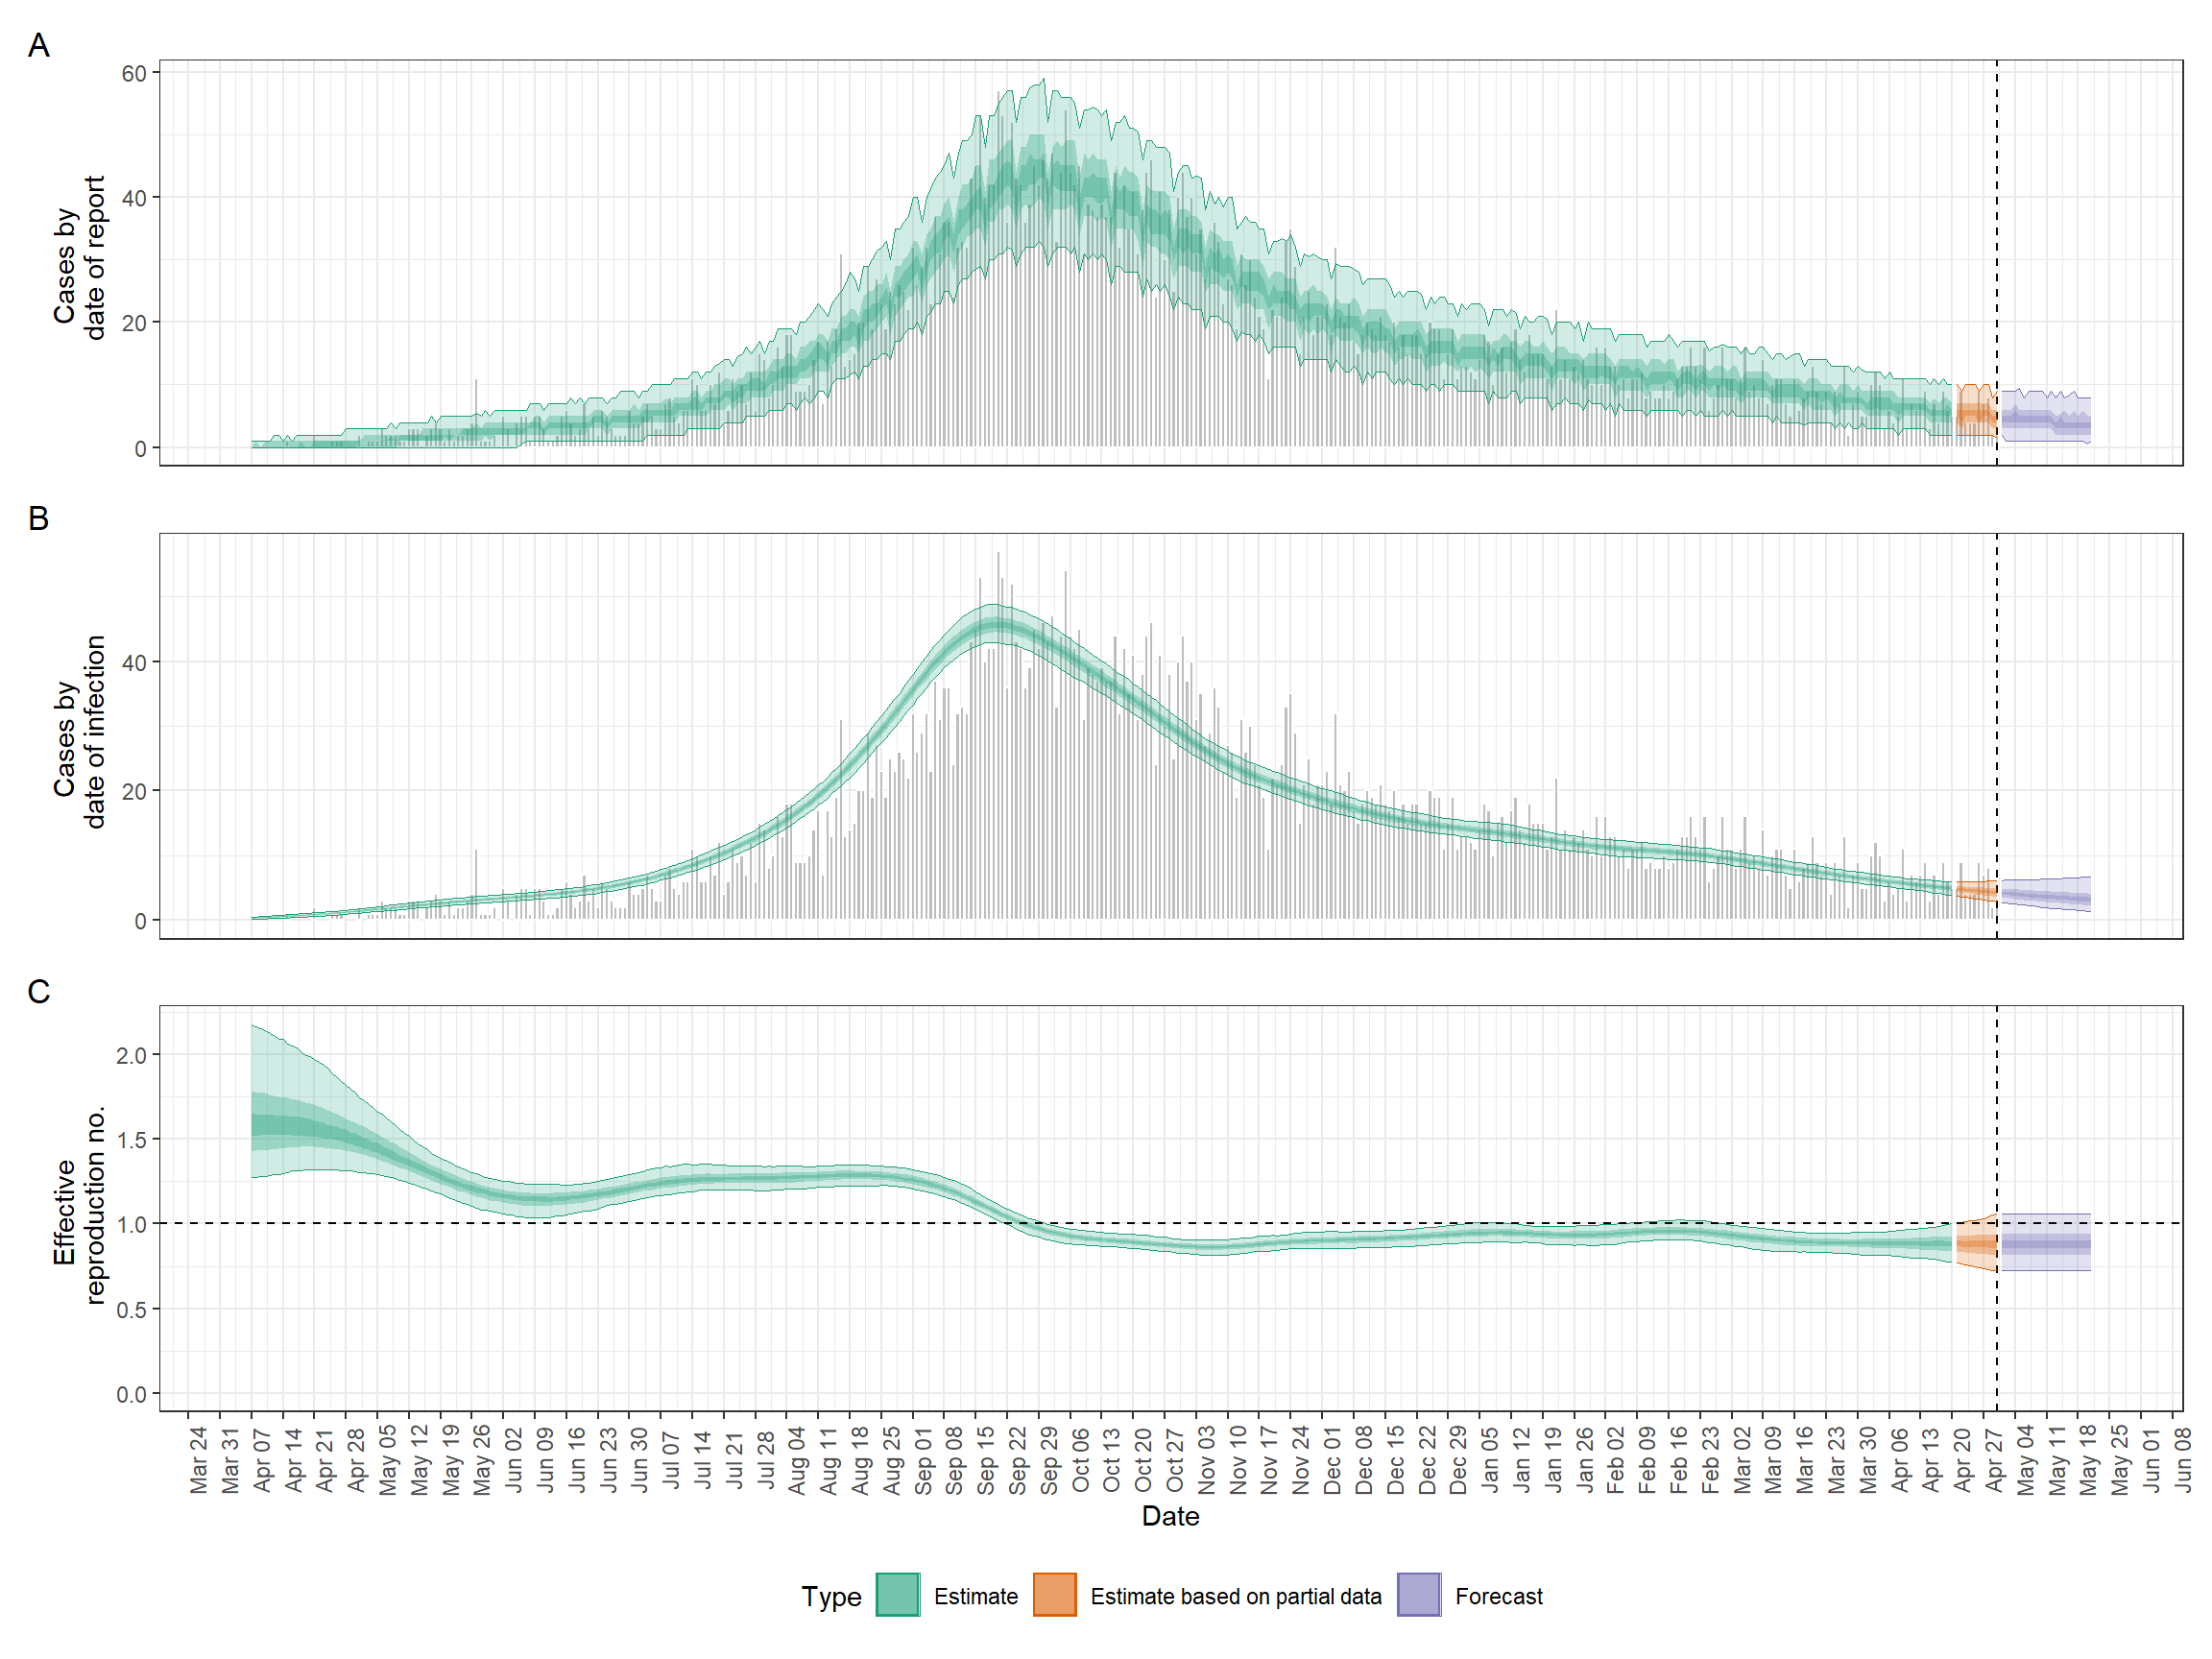 A
60
40
20
0
Cases by
date of report
B
40
20
0
Cases by
date of infection
C
2.0
1.5
1.0
0.5
0.0
Effective
reproduction no.
Mar 24
Mar 31
Apr 07
Apr 14
Apr 21
Apr 28
May 05
May 12
May 19
May 26
Jun 02
Jun 09
Jun 16
Jun 23
Jun 30
Jul 07
Jul 14
Jul 21
Jul 28
Aug 04
Aug 11
Aug 18
Aug 25
Sep 01
Sep 08
Sep 15
Sep 22
Sep 29
Oct 06
Oct 13
Oct 20
Oct 27
Nov 03
Nov 10
Nov 17
Nov 24
Dec 01
Dec 08
Dec 15
Dec 22
Dec 29
Jan 05
Jan 12
Jan 19
Jan 26
Feb 02
Feb 09
Feb 16
Feb 23
Mar 02
Mar 09
Mar 16
Mar 23
Mar 30
Apr 06
Apr 13
Apr 20
Apr 27
May 04
May 11
May 18
May 25
Jun 01
Jun 08
Date
Type
Estimate
Estimate based on partial data
Forecast